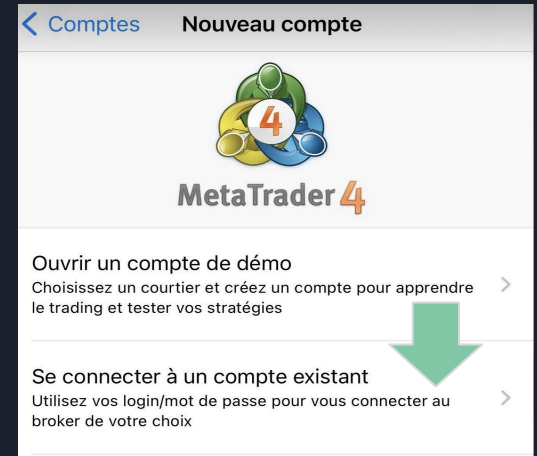 Comptes Nouveau compte
4
MetaTrader 4
Ouvrir un compte de démo
Choisissez un courtier et créez un compte pour apprendre
le trading et tester vos stratégies
Se connecter à un compte existant
Utilisez vos login/mot de passe pour vous connecter au
broker de votre choix